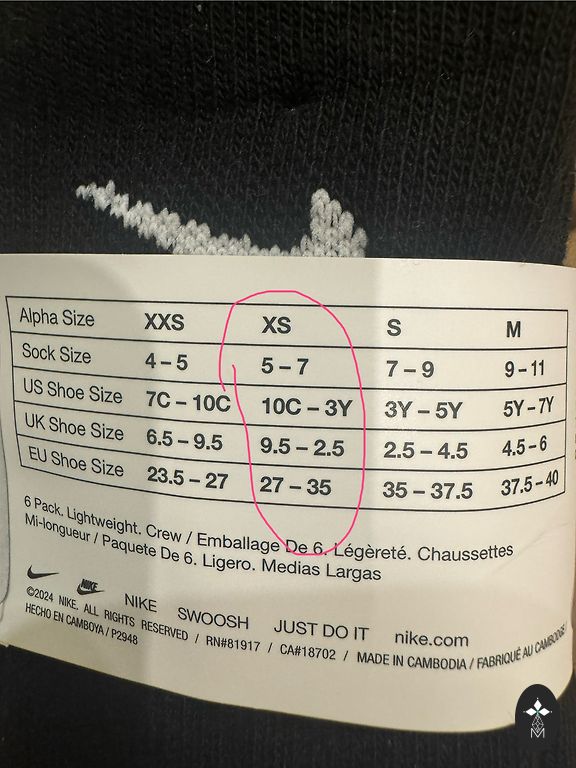 Alpha Size XXS XS S M
Sock Size 4 – 5 5 – 7 7 – 9 9 – 11
US Shoe Size 7C – 10C 10C – 3Y 3Y – 5Y 5Y – 7Y
UK Shoe Size 6.5 – 9.5 9.5 – 2.5 2.5 – 4.5 4.5 – 6
EU Shoe Size 23.5 – 27 27 – 35 35 – 37.5 37.5 – 40
6 Pack. Lightweight. Crew / Emballage De 6. Légèreté. Chaussettes
Mi-longueur / Paquete De 6. Ligero. Medias Largas
NIKE NIKE SWOOSH JUST DO IT nike.com
©2024 NIKE. ALL RIGHTS RESERVED / RN#81917 / CA#18702 / MADE IN CAMBODIA / FABRIQUÉ AU CAMBODGE /
HECHO EN CAMBOYA / P2948
M